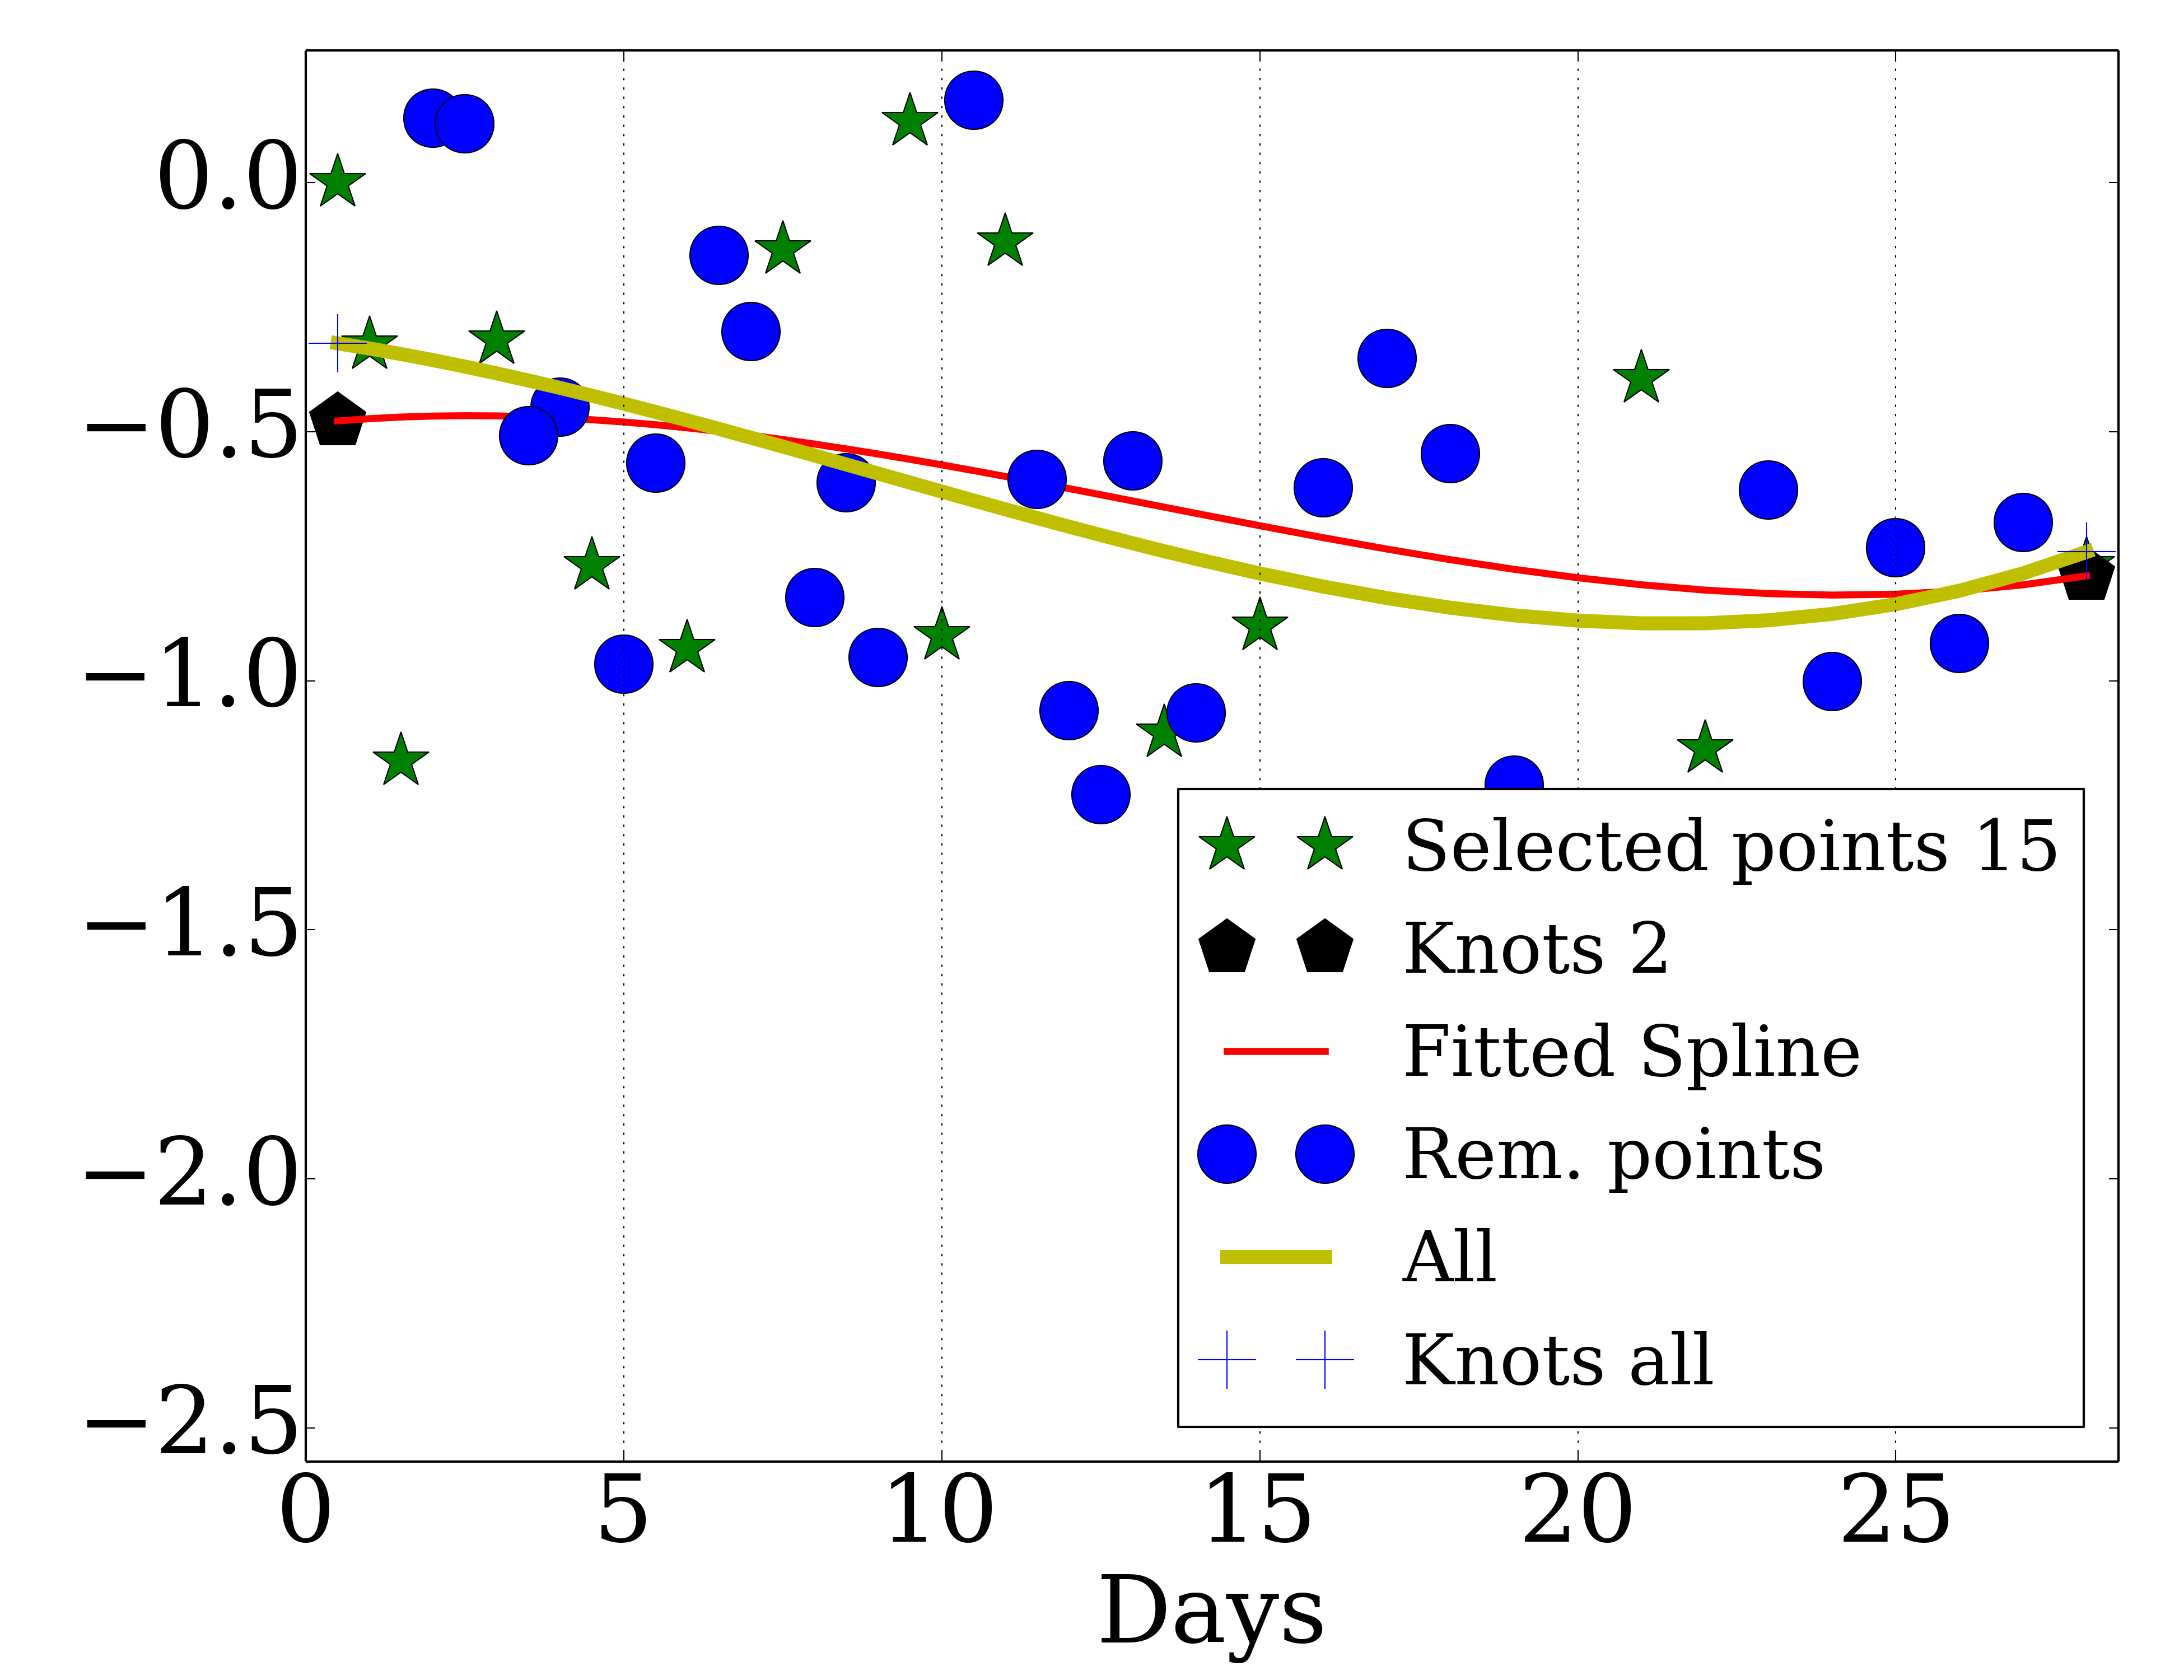 0.0
−0.5
−1.0
−1.5
−2.0
−2.5
Selected points 15
Knots 2
Fitted Spline
Rem. points
All
Knots all
0 5 10 15 20 25
Days